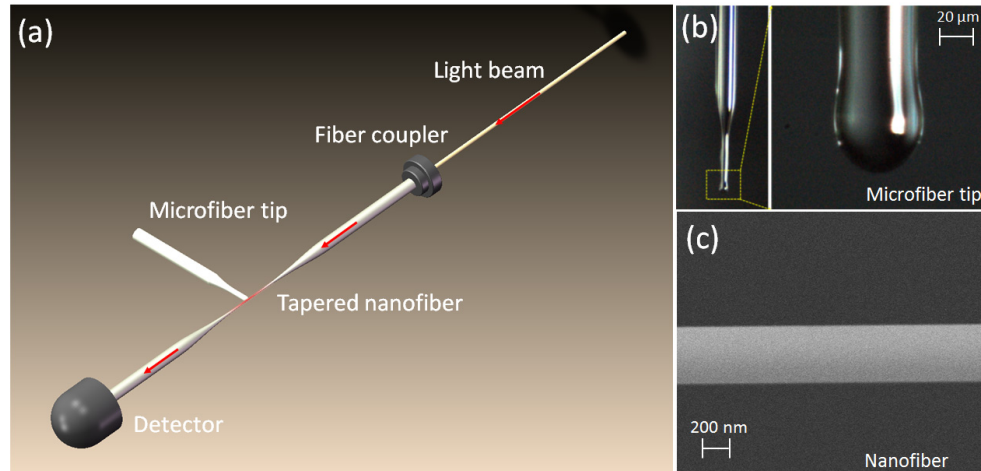 (a)
Light beam
Fiber coupler
Microfiber tip
Tapered nanofiber
Detector
(b)
20 μm
Microfiber tip
(c)
200 nm
Nanofiber